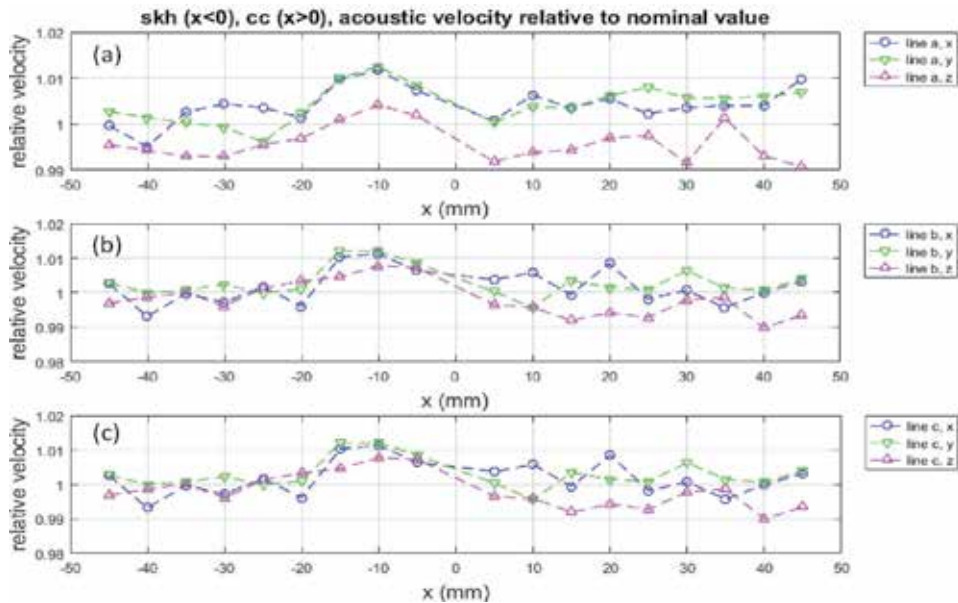 skh (x<0), cc (x>0), acoustic velocity relative to nominal value
(a)
relative velocity
1.02
1.01
1
0.99
-50 -40 -30 -20 -10 0 10 20 30 40 50
x (mm)
line a, x
line a, y
line a, z
(b)
relative velocity
1.02
1.01
1
0.99
0.98
-50 -40 -30 -20 -10 0 10 20 30 40 50
x (mm)
line b, x
line b, y
line b, z
(c)
relative velocity
1.02
1.01
1
0.99
0.98
-50 -40 -30 -20 -10 0 10 20 30 40 50
x (mm)
line c, x
line c, y
line c, z